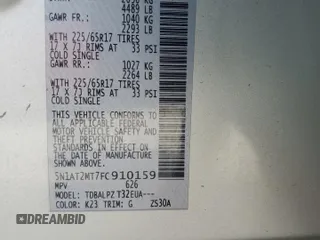 4489 LB
GAWR FR.: 1040 KG
2293 LB
WITH 225/65R17 TIRES
17 X 7J RIMS AT 33 PSI
COLD SINGLE
GAWR RR.: 1027 KG
2264 LB
WITH 225/65R17 TIRES
17 X 7J RIMS AT 33 PSI
COLD SINGLE
THIS VEHICLE CONFORMS TO ALL
APPLICABLE FEDERAL
MOTOR VEHICLE SAFETY AND
THEFT PREVENTION STANDARDS
IN EFFECT ON THE DATE OF MFR.
SHOWN ABOVE.
5N1AT2MT7FC910159
MPV 626
MODEL: TDBALPZ T32EUA---
COLOR: K23 TRIM: G ZS30A
DREAMBID
OTOFAST